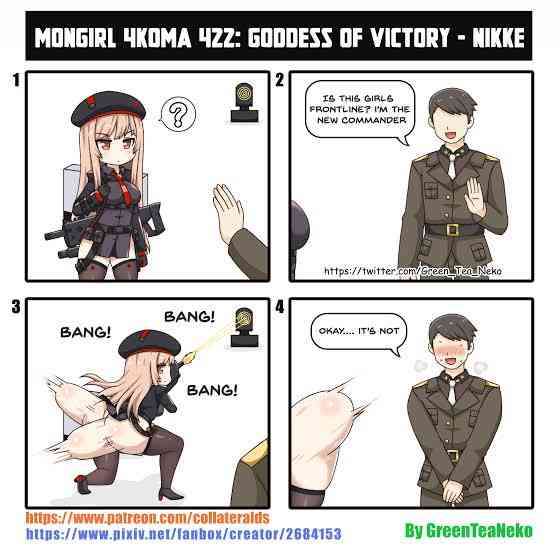 MONGIRL 4KOMA 422: GODDESS OF VICTORY - NIKKE
1
?
2
IS THIS GIRLS
FRONTLINE? I'M THE
NEW COMMANDER
https://twitter.com/Green_Tea_Neko
3
BANG!
BANG!
BANG!
4
OKAY.... IT'S NOT
https://www.patreon.com/collateralds
https://www.pixiv.net/fanbox/creator/2684153
By GreenTeaNeko